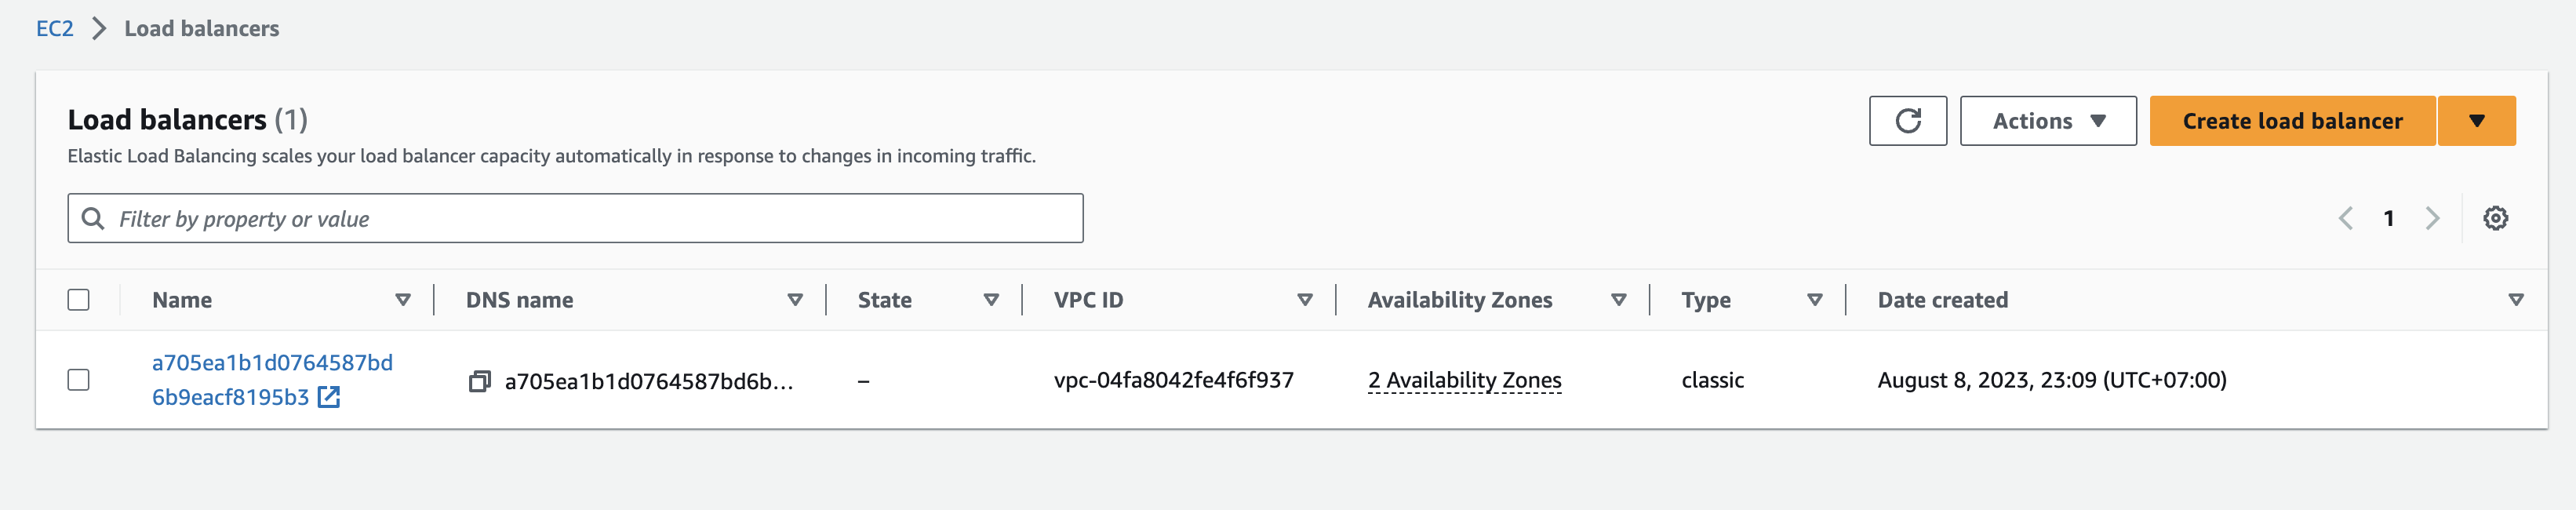 EC2 Load balancers
Load balancers (1)
Actions
Create load balancer
Elastic Load Balancing scales your load balancer capacity automatically in response to changes in incoming traffic.
Filter by property or value
1
Name DNS name State VPC ID Availability Zones Type Date created
a705ea1b1d0764587bd
6b9eacf8195b3
a705ea1b1d0764587bd6b... – vpc-04fa8042fe4f6f937 2 Availability Zones classic August 8, 2023, 23:09 (UTC+07:00)